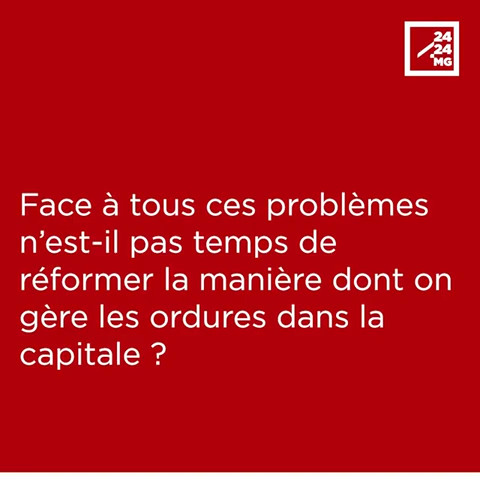 24
24
MG
Face à tous ces problèmes
n’est-il pas temps de
réformer la manière dont on
gère les ordures dans la
capitale ?